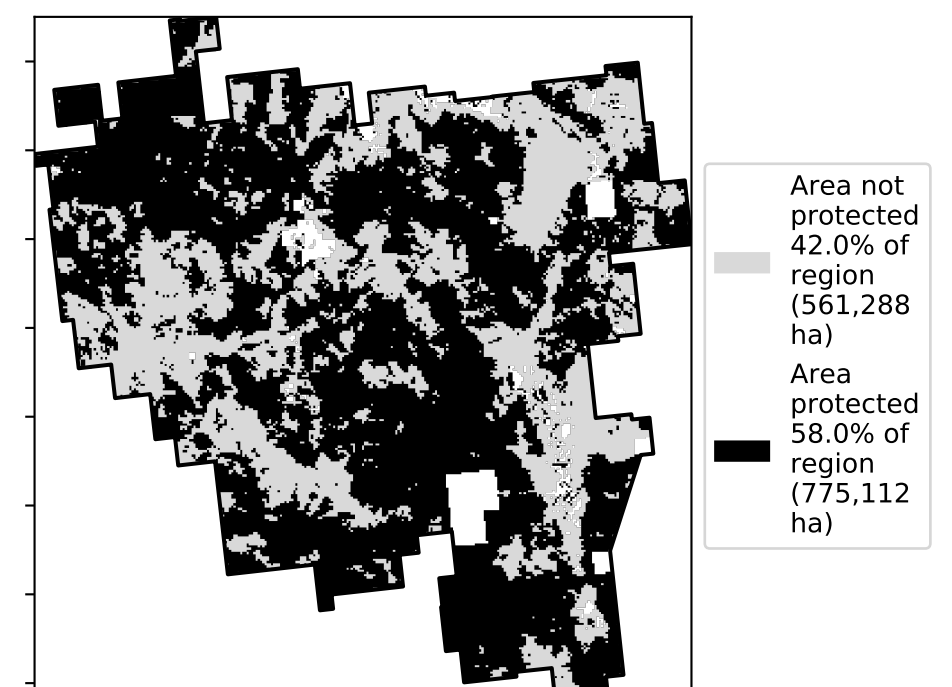 Area not
protected
42.0% of
region
(561,288
ha)
Area
protected
58.0% of
region
(775,112
ha)